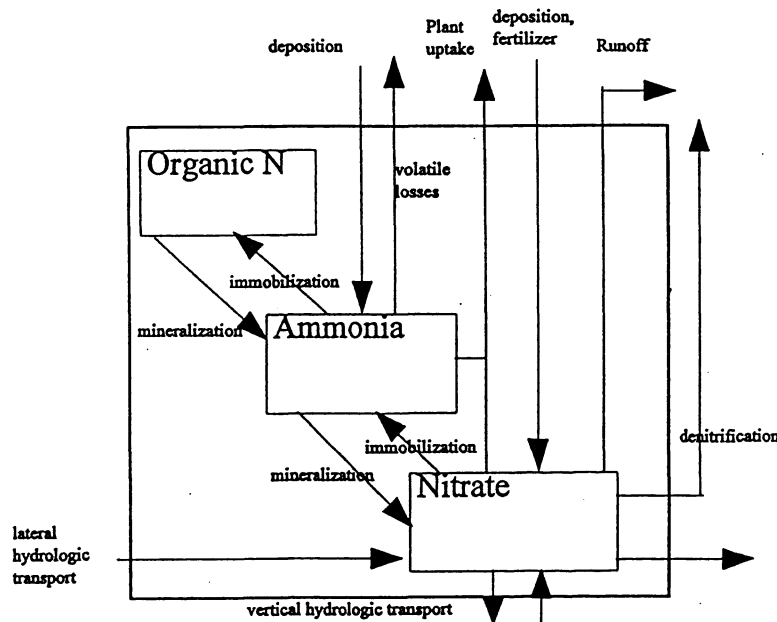 deposition
Plant
uptake
deposition,
fertilizer
Runoff
Organic N
volatile
losses
immobilization
mineralization
Ammonia
immobilization
denitrification
mineralization
Nitrate
lateral
hydrologic
transport
vertical hydrologic transport